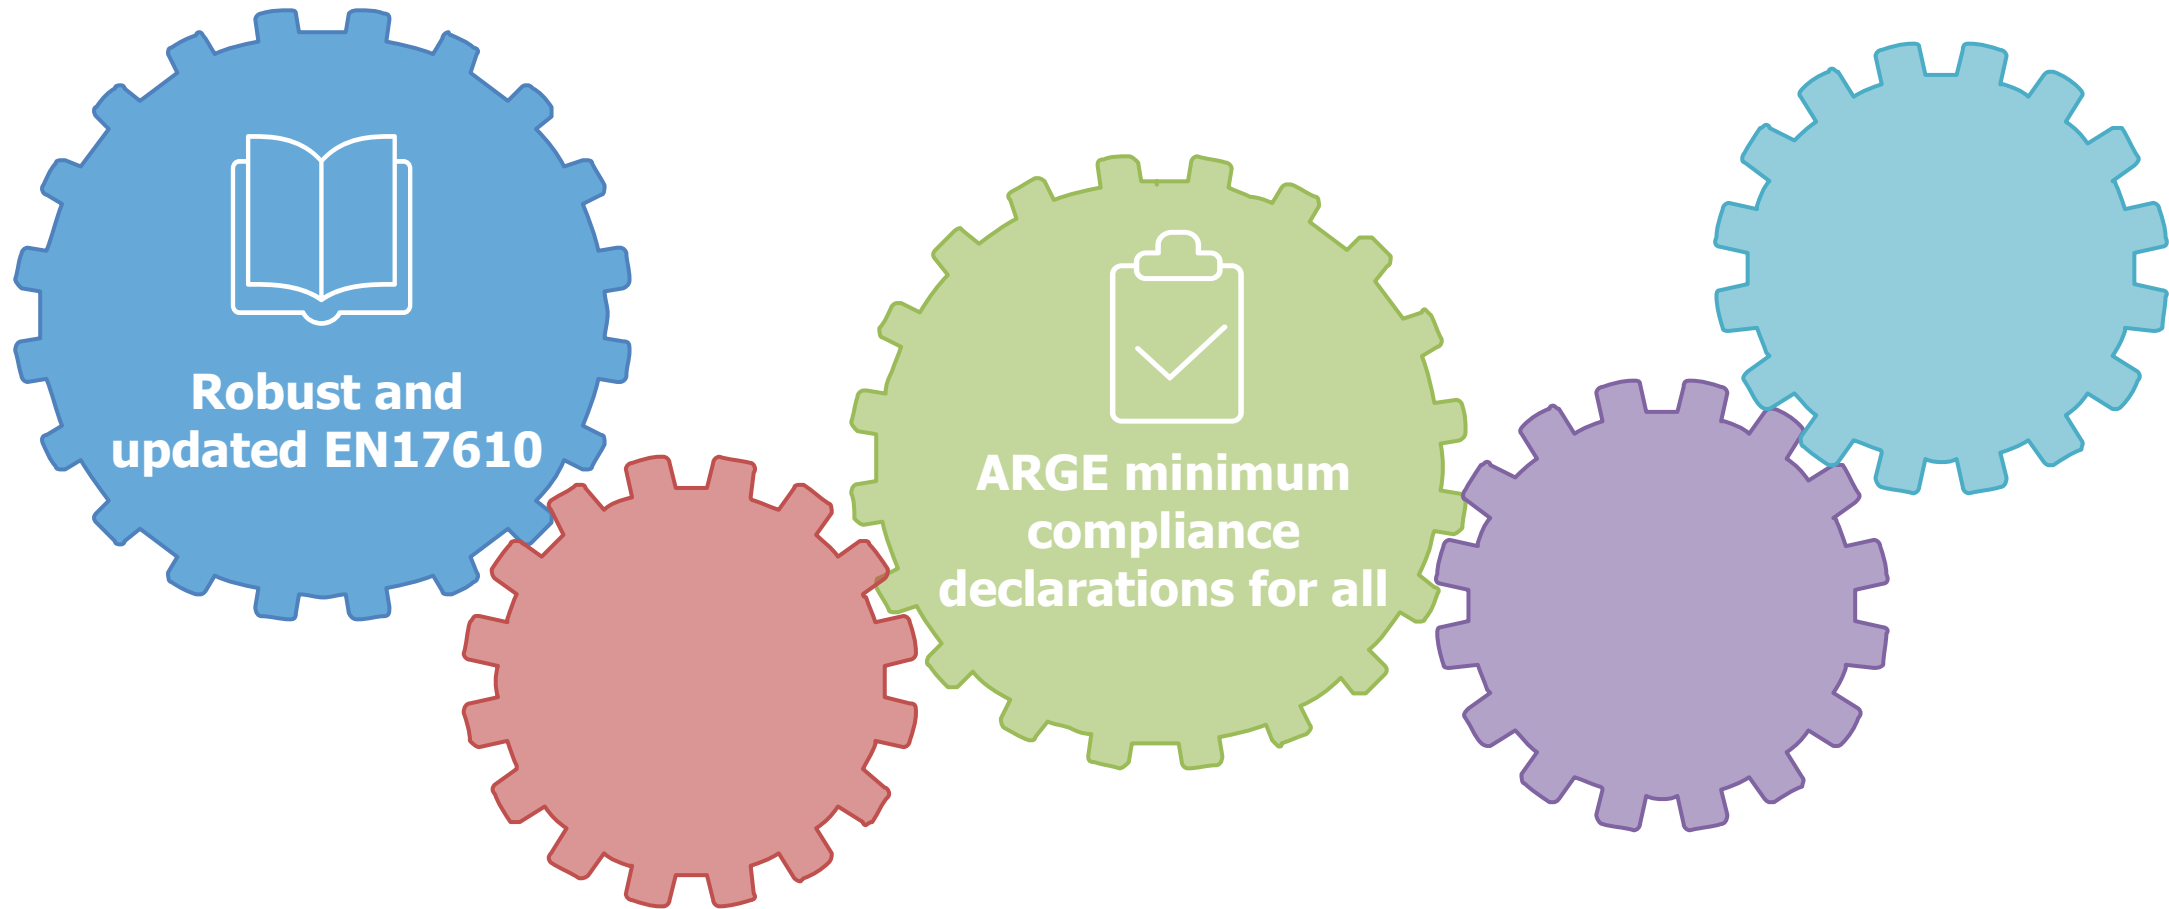 Robust and
updated EN17610
ARGE minimum
compliance
declarations for all